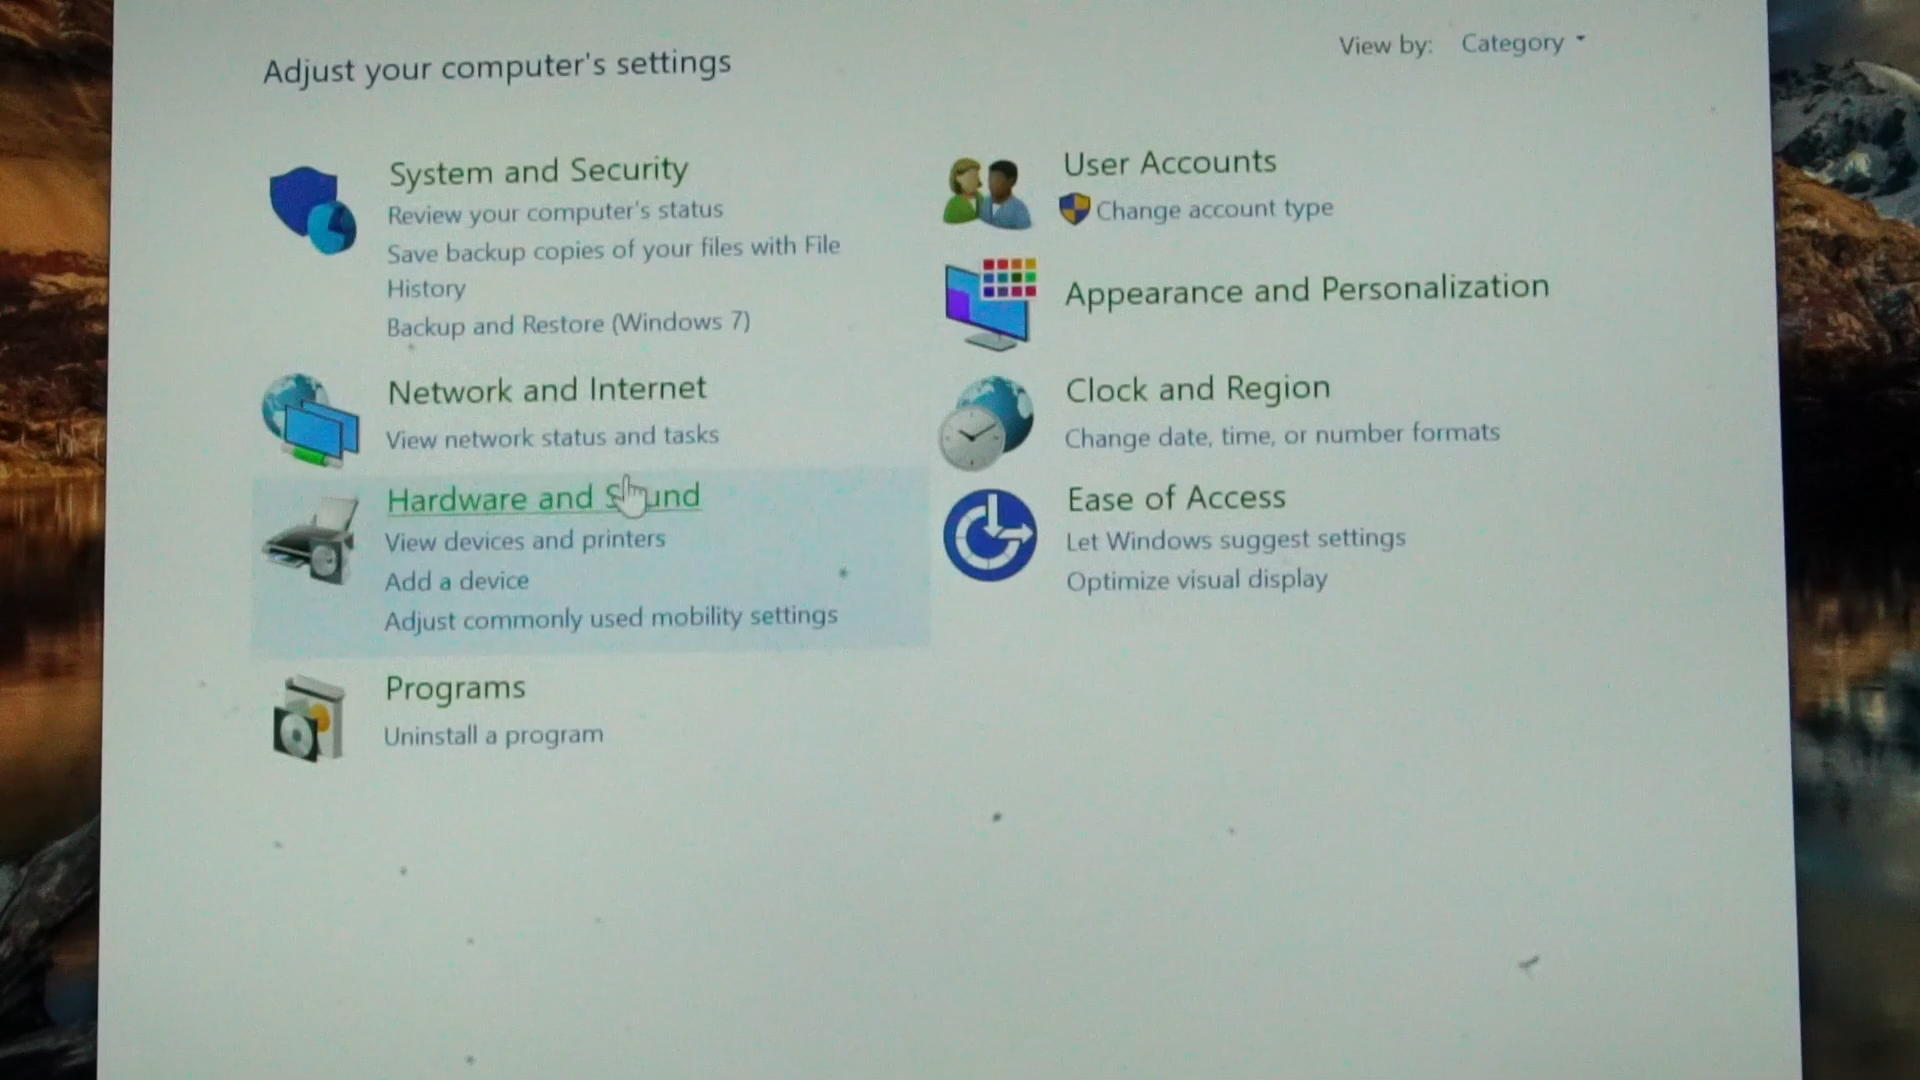 Adjust your computer's settings
View by: Category
System and Security
Review your computer's status
Save backup copies of your files with File
History
Backup and Restore (Windows 7)
Network and Internet
View network status and tasks
Hardware and Sound
View devices and printers
Add a device
Adjust commonly used mobility settings
Programs
Uninstall a program
User Accounts
Change account type
Appearance and Personalization
Clock and Region
Change date, time, or number formats
Ease of Access
Let Windows suggest settings
Optimize visual display